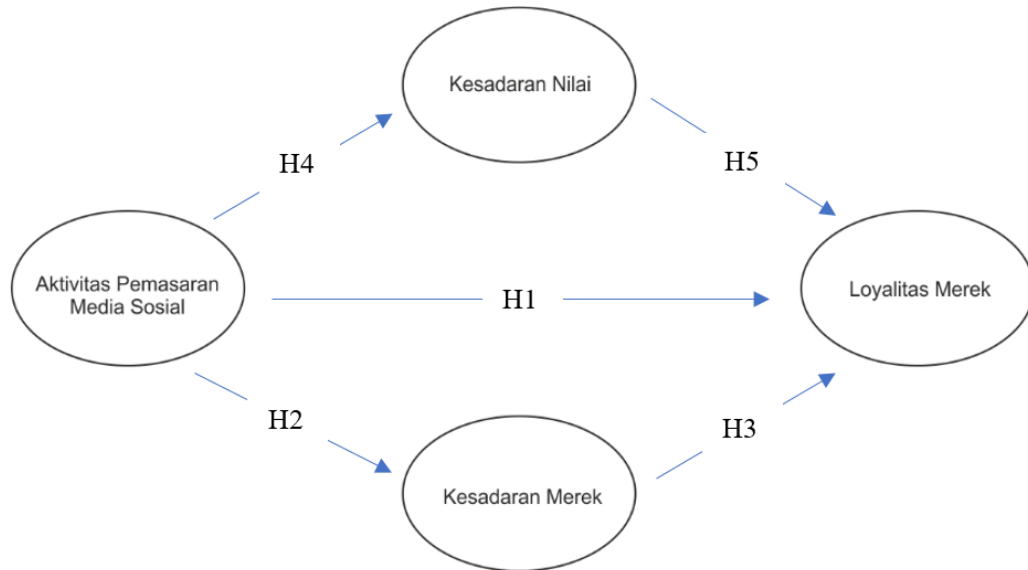 Kesadaran Nilai
H4
H5
Aktivitas Pemasaran
Media Sosial
H1
Loyalitas Merek
H2
H3
Kesadaran Merek